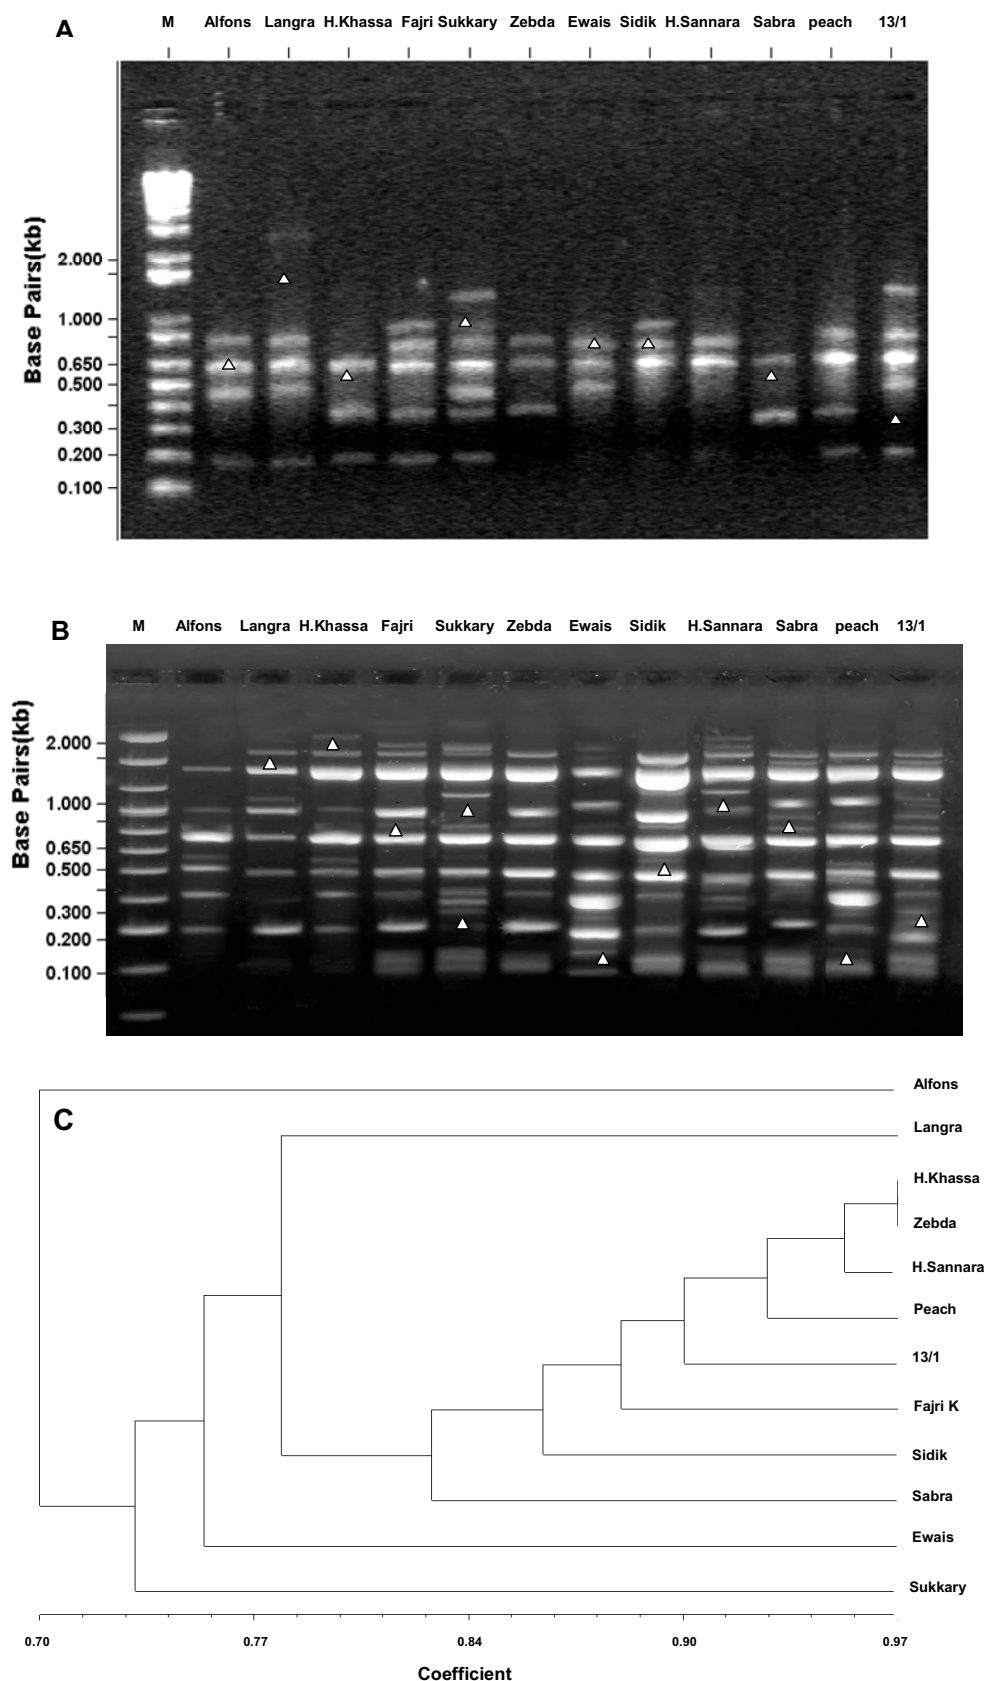 A
M Alfons Langra H.Khassa Fajri Sukkary Zebda Ewais Sidik H.Sannara Sabra peach 13/1
Base Pairs(kb)
2.000
1.000
0.650
0.500
0.300
0.200
0.100
B
M Alfons Langra H.Khassa Fajri Sukkary Zebda Ewais Sidik H.Sannara Sabra peach 13/1
Base Pairs(kb)
2.000
1.000
0.650
0.500
0.300
0.200
0.100
C
Alfons
Langra
H.Khassa
Zebda
H.Sannara
Peach
13/1
Fajri K
Sidik
Sabra
Ewais
Sukkary
0.70 0.77 0.84 0.90 0.97
Coefficient